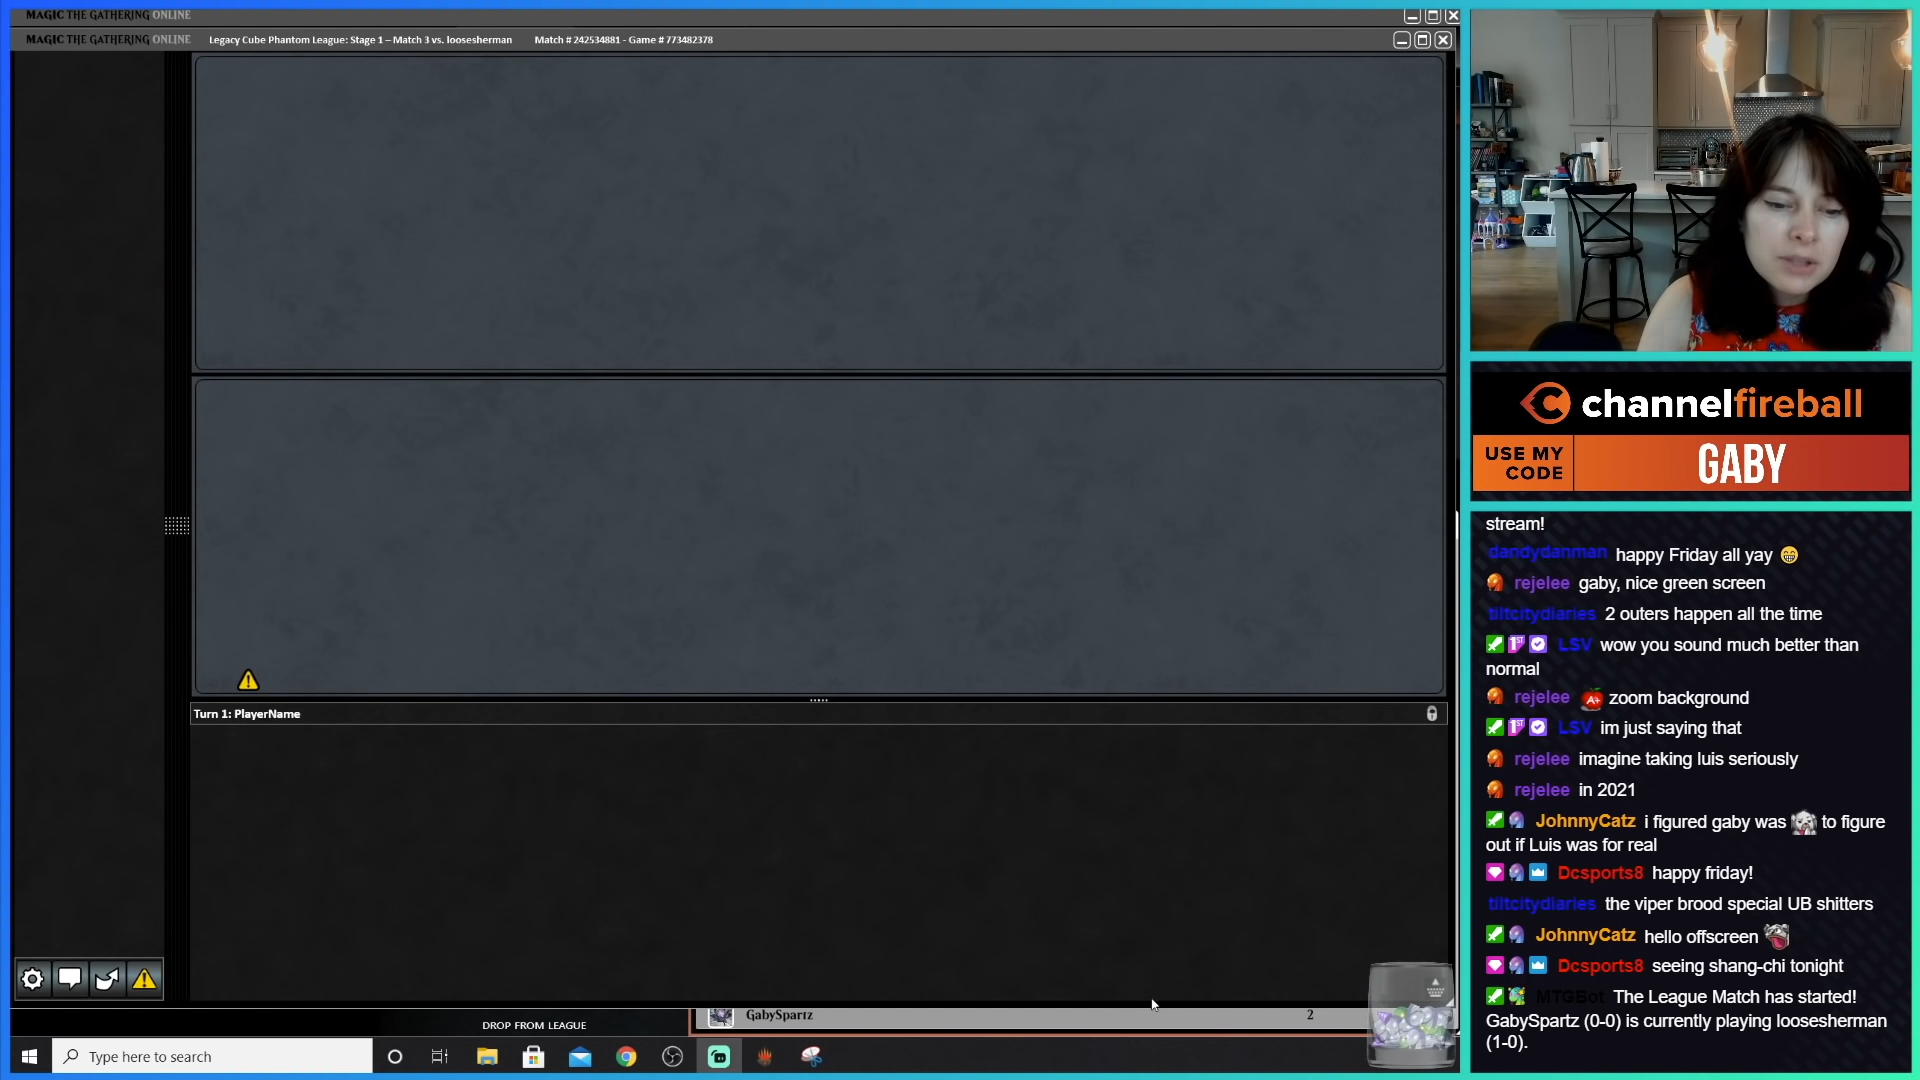 MAGIC THE GATHERING ONLINE
MAGIC THE GATHERING ONLINE Legacy Cube Phantom League: Stage 1 – Match 3 vs. loosesherman Match # 242534881 - Game # 773482378
Turn 1: PlayerName
DROP FROM LEAGUE
GabySpartz 2
Type here to search
channelfireball
USE MY
CODE
GABY
stream!
dandydanman happy Friday all yay
rejelee gaby, nice green screen
tiltcitydiaries 2 outers happen all the time
1ST LSV wow you sound much better than
normal
rejelee A+ zoom background
1ST LSV im just saying that
rejelee imagine taking luis seriously
rejelee in 2021
JohnnyCatz i figured gaby was to figure
out if Luis was for real
Dcsports8 happy friday!
tiltcitydiaries the viper brood special UB shitters
JohnnyCatz hello offscreen
Dcsports8 seeing shang-chi tonight
MTGBot The League Match has started!
GabySpartz (0-0) is currently playing loosesherman
(1-0).